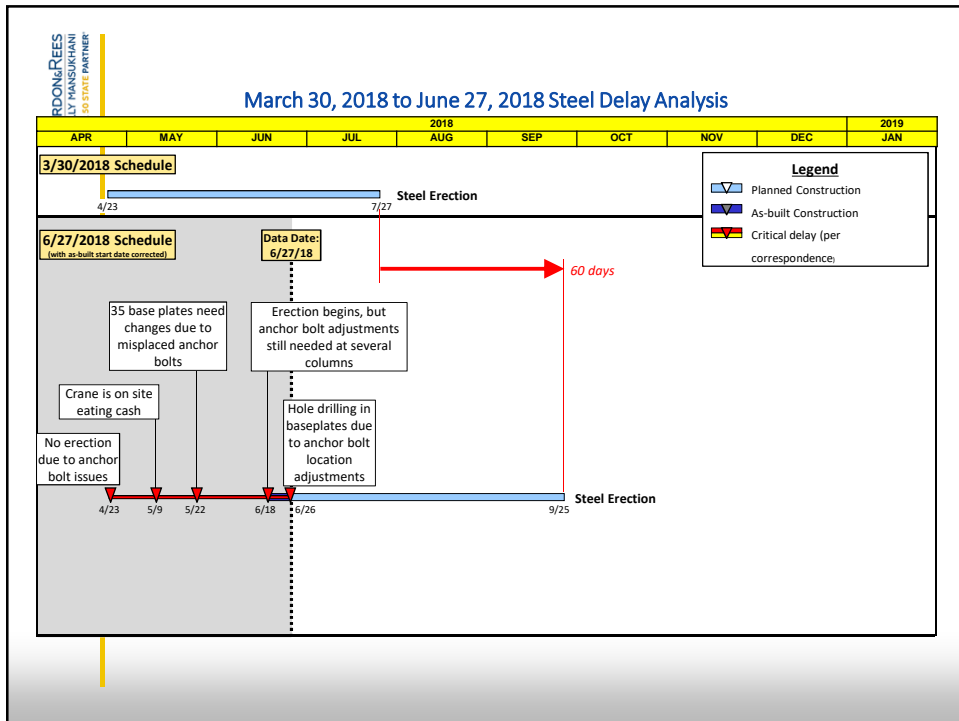 RDON&REES
LY MANSUKHANI
50 STATE PARTNER
March 30, 2018 to June 27, 2018 Steel Delay Analysis
2018 2019
APR MAY JUN JUL AUG SEP OCT NOV DEC JAN
3/30/2018 Schedule
Steel Erection
4/23 7/27
Legend
Planned Construction
As-built Construction
Critical delay (per
correspondence)
6/27/2018 Schedule
(with as-built start date corrected)
Data Date:
6/27/18
60 days
35 base plates need
changes due to
misplaced anchor
bolts
Erection begins, but
anchor bolt adjustments
still needed at several
columns
Crane is on site
eating cash
Hole drilling in
baseplates due
to anchor bolt
location
adjustments
No erection
due to anchor
bolt issues
Steel Erection
4/23 5/9 5/22 6/18 6/26 9/25